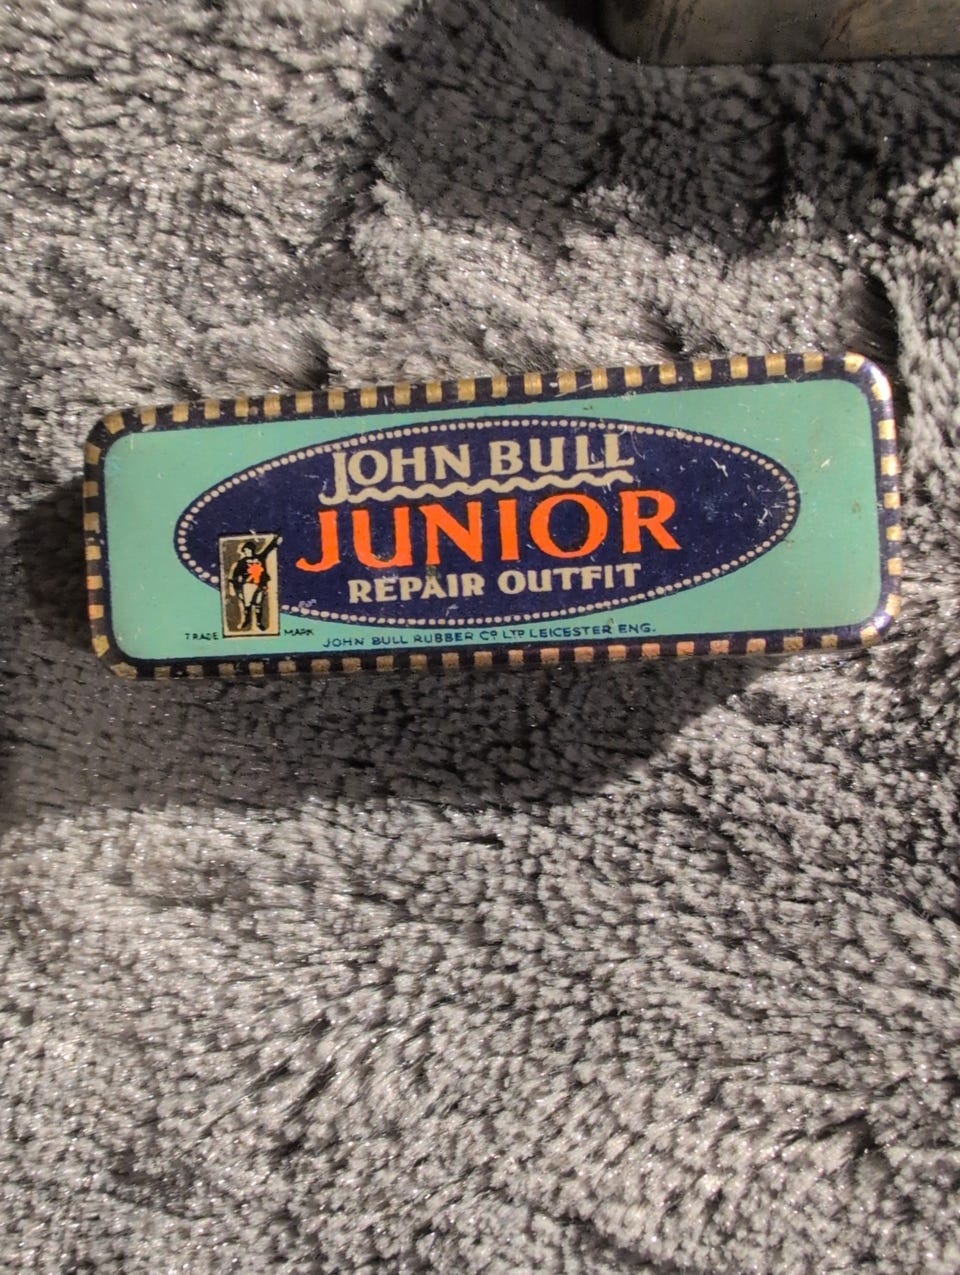 JOHN BULL
JUNIOR
REPAIR OUTFIT
TRADE MARK
JOHN BULL RUBBER Cº LTD LEICESTER ENG.